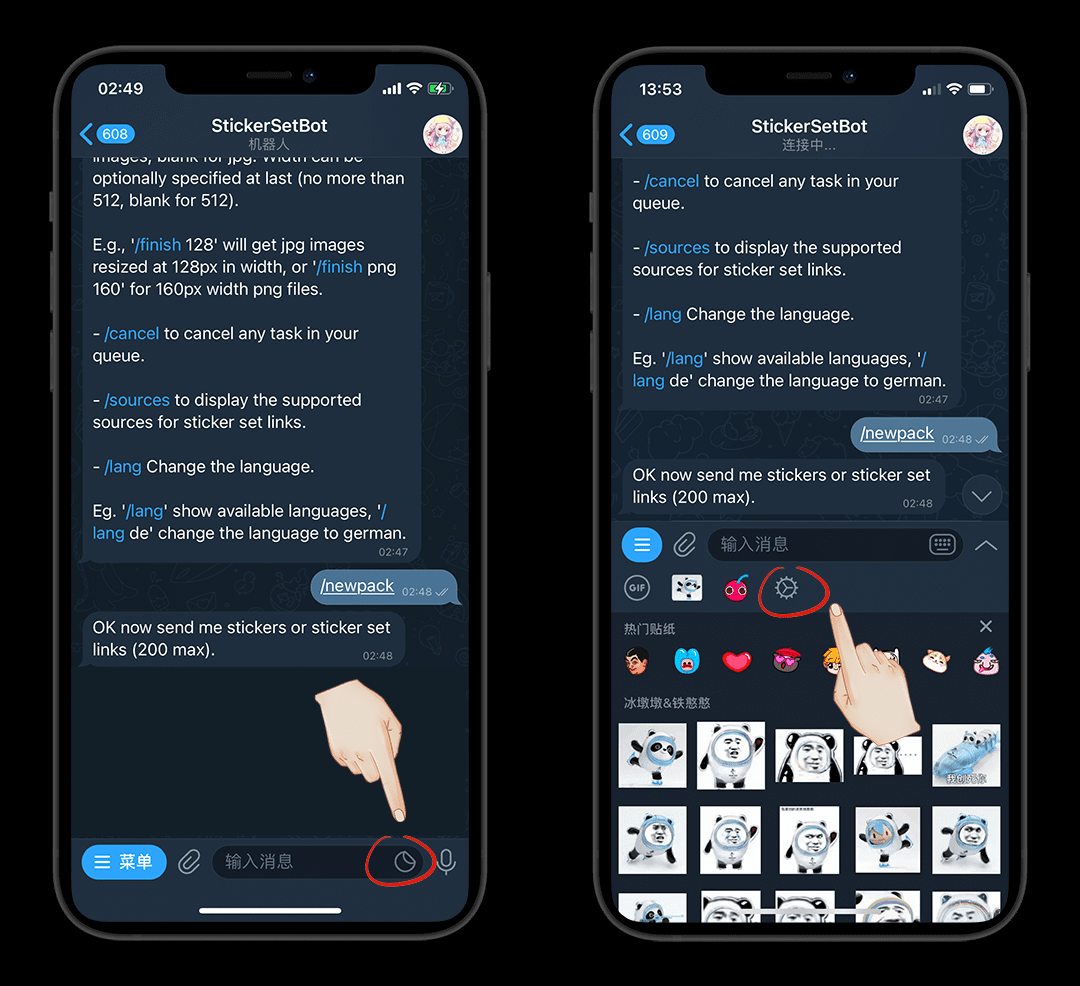 02:49
608
StickerSetBot
机器人
images, blank for jpg. Width can be
optionally specified at last (no more than
512, blank for 512).
E.g., '/finish 128' will get jpg images
resized at 128px in width, or '/finish png
160' for 160px width png files.
- /cancel to cancel any task in your
queue.
- /sources to display the supported
sources for sticker set links.
- /lang Change the language.
Eg. '/lang' show available languages, '/
lang de' change the language to german.
02:47
/newpack 02:48
OK now send me stickers or sticker set
links (200 max).
02:48
菜单
输入消息
13:53
609
StickerSetBot
连接中...
- /cancel to cancel any task in your
queue.
- /sources to display the supported
sources for sticker set links.
- /lang Change the language.
Eg. '/lang' show available languages, '/
lang de' change the language to german.
02:47
/newpack 02:48
OK now send me stickers or sticker set
links (200 max).
02:48
输入消息
GIF
热门贴纸
冰墩墩&铁憨憨